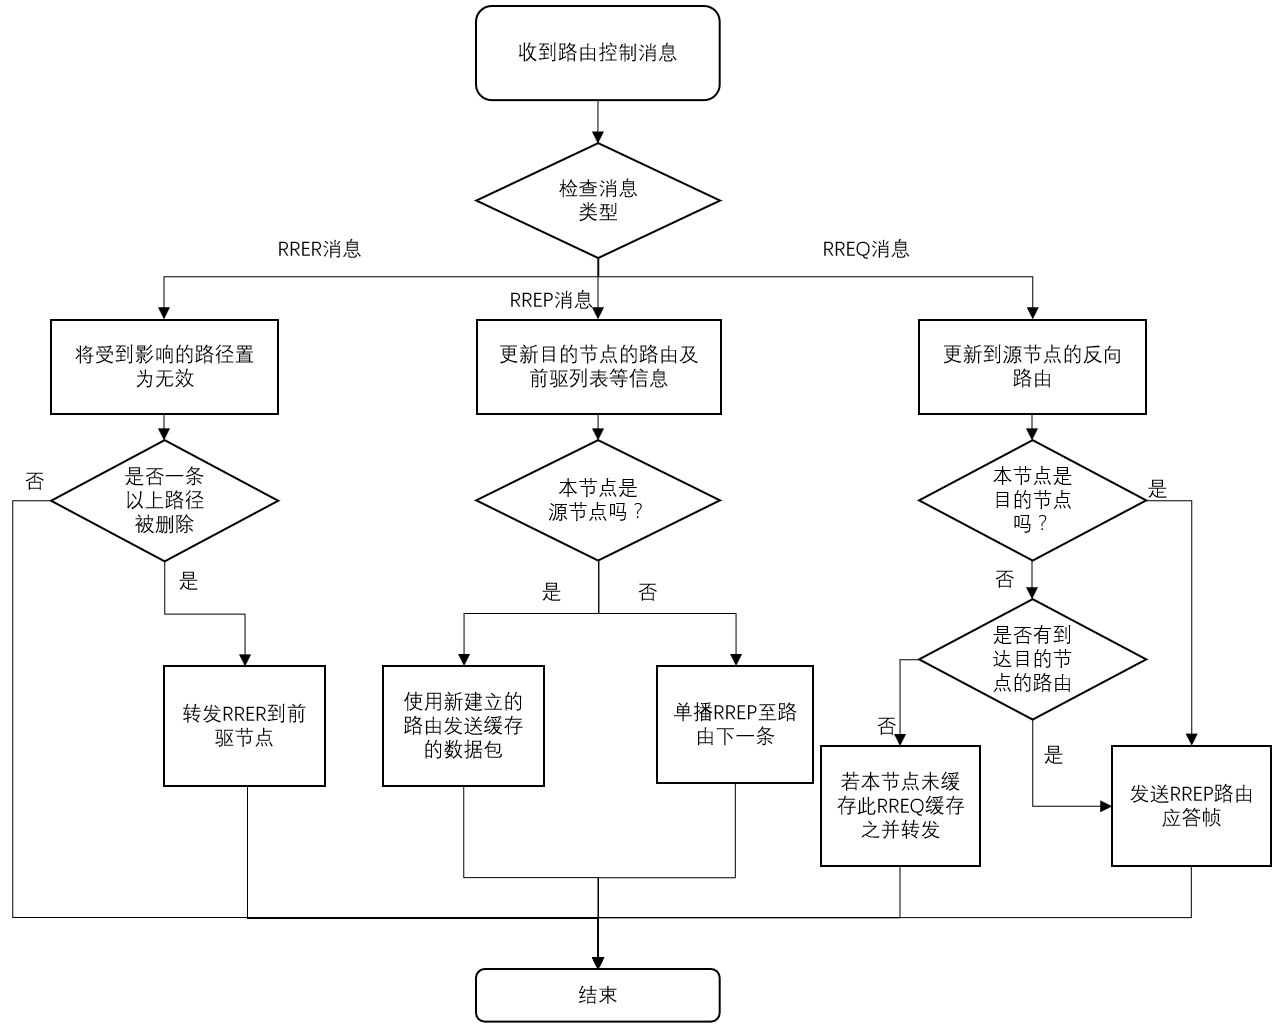 收到路由控制消息
检查消息
类型
RRER消息
RREQ消息
RREP消息
将受到影响的路径置
为无效
更新目的节点的路由及
前驱列表等信息
更新到源节点的反向
路由
否
是否一条
以上路径
被删除
本节点是
源节点吗？
本节点是
目的节点
吗？
是
是
是
否
否
是否有到
达目的节
点的路由
转发RRER到前
驱节点
使用新建立的
路由发送缓存
的数据包
单播RREP至路
由下一条
否
是
若本节点未缓
存此RREQ缓存
之并转发
发送RREP路由
应答帧
结束